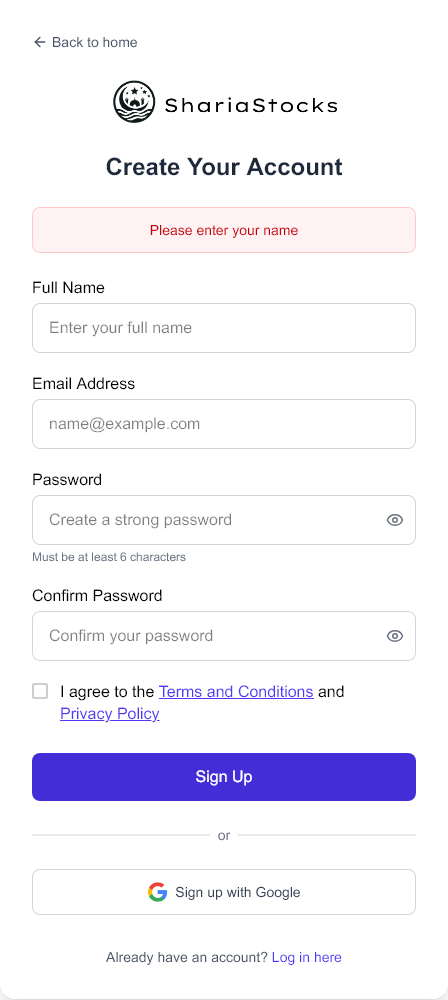 Back to home
ShariaStocks
Create Your Account
Please enter your name
Full Name
Enter your full name
Email Address
name@example.com
Password
Create a strong password
Must be at least 6 characters
Confirm Password
Confirm your password
I agree to the Terms and Conditions and
Privacy Policy
Sign Up
or
Sign up with Google
Already have an account? Log in here